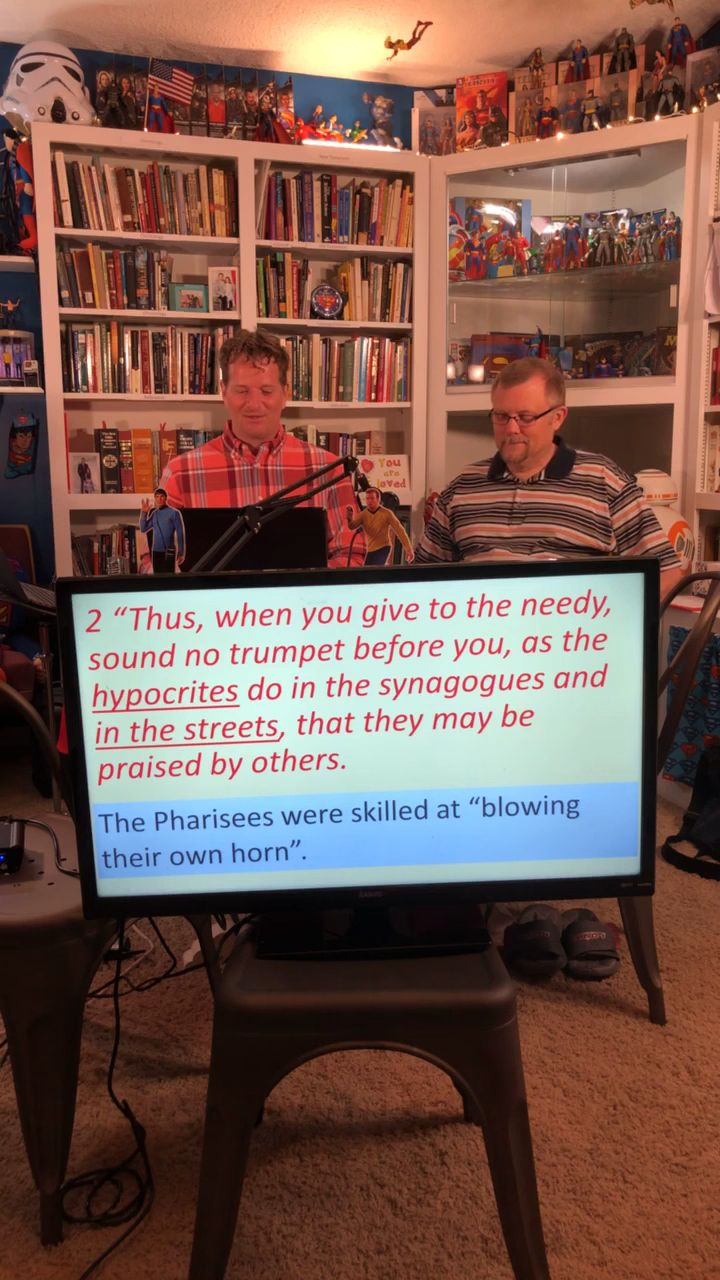 You
are
loved
2 “Thus, when you give to the needy,
sound no trumpet before you, as the
hypocrites do in the synagogues and
in the streets, that they may be
praised by others.
The Pharisees were skilled at “blowing
their own horn”.